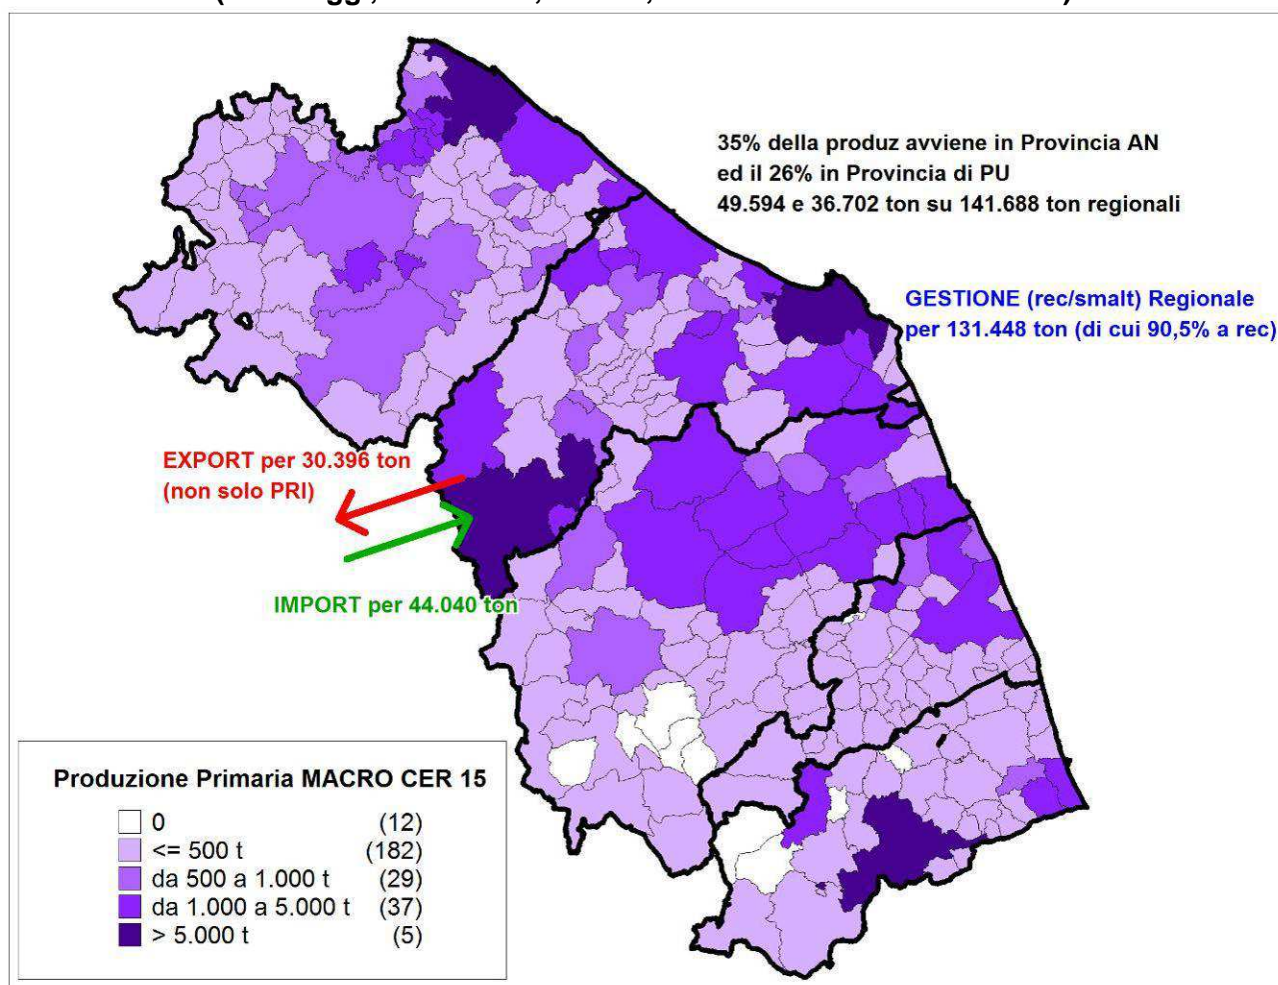 35% della produz avviene in Provincia AN
ed il 26% in Provincia di PU
49.594 e 36.702 ton su 141.688 ton regionali
GESTIONE (rec/smalt) Regionale
per 131.448 ton (di cui 90,5% a rec)
EXPORT per 30.396 ton
(non solo PRI)
IMPORT per 44.040 ton
Produzione Primaria MACRO CER 15
0 (12)
<= 500 t (182)
da 500 a 1.000 t (29)
da 1.000 a 5.000 t (37)
> 5.000 t (5)